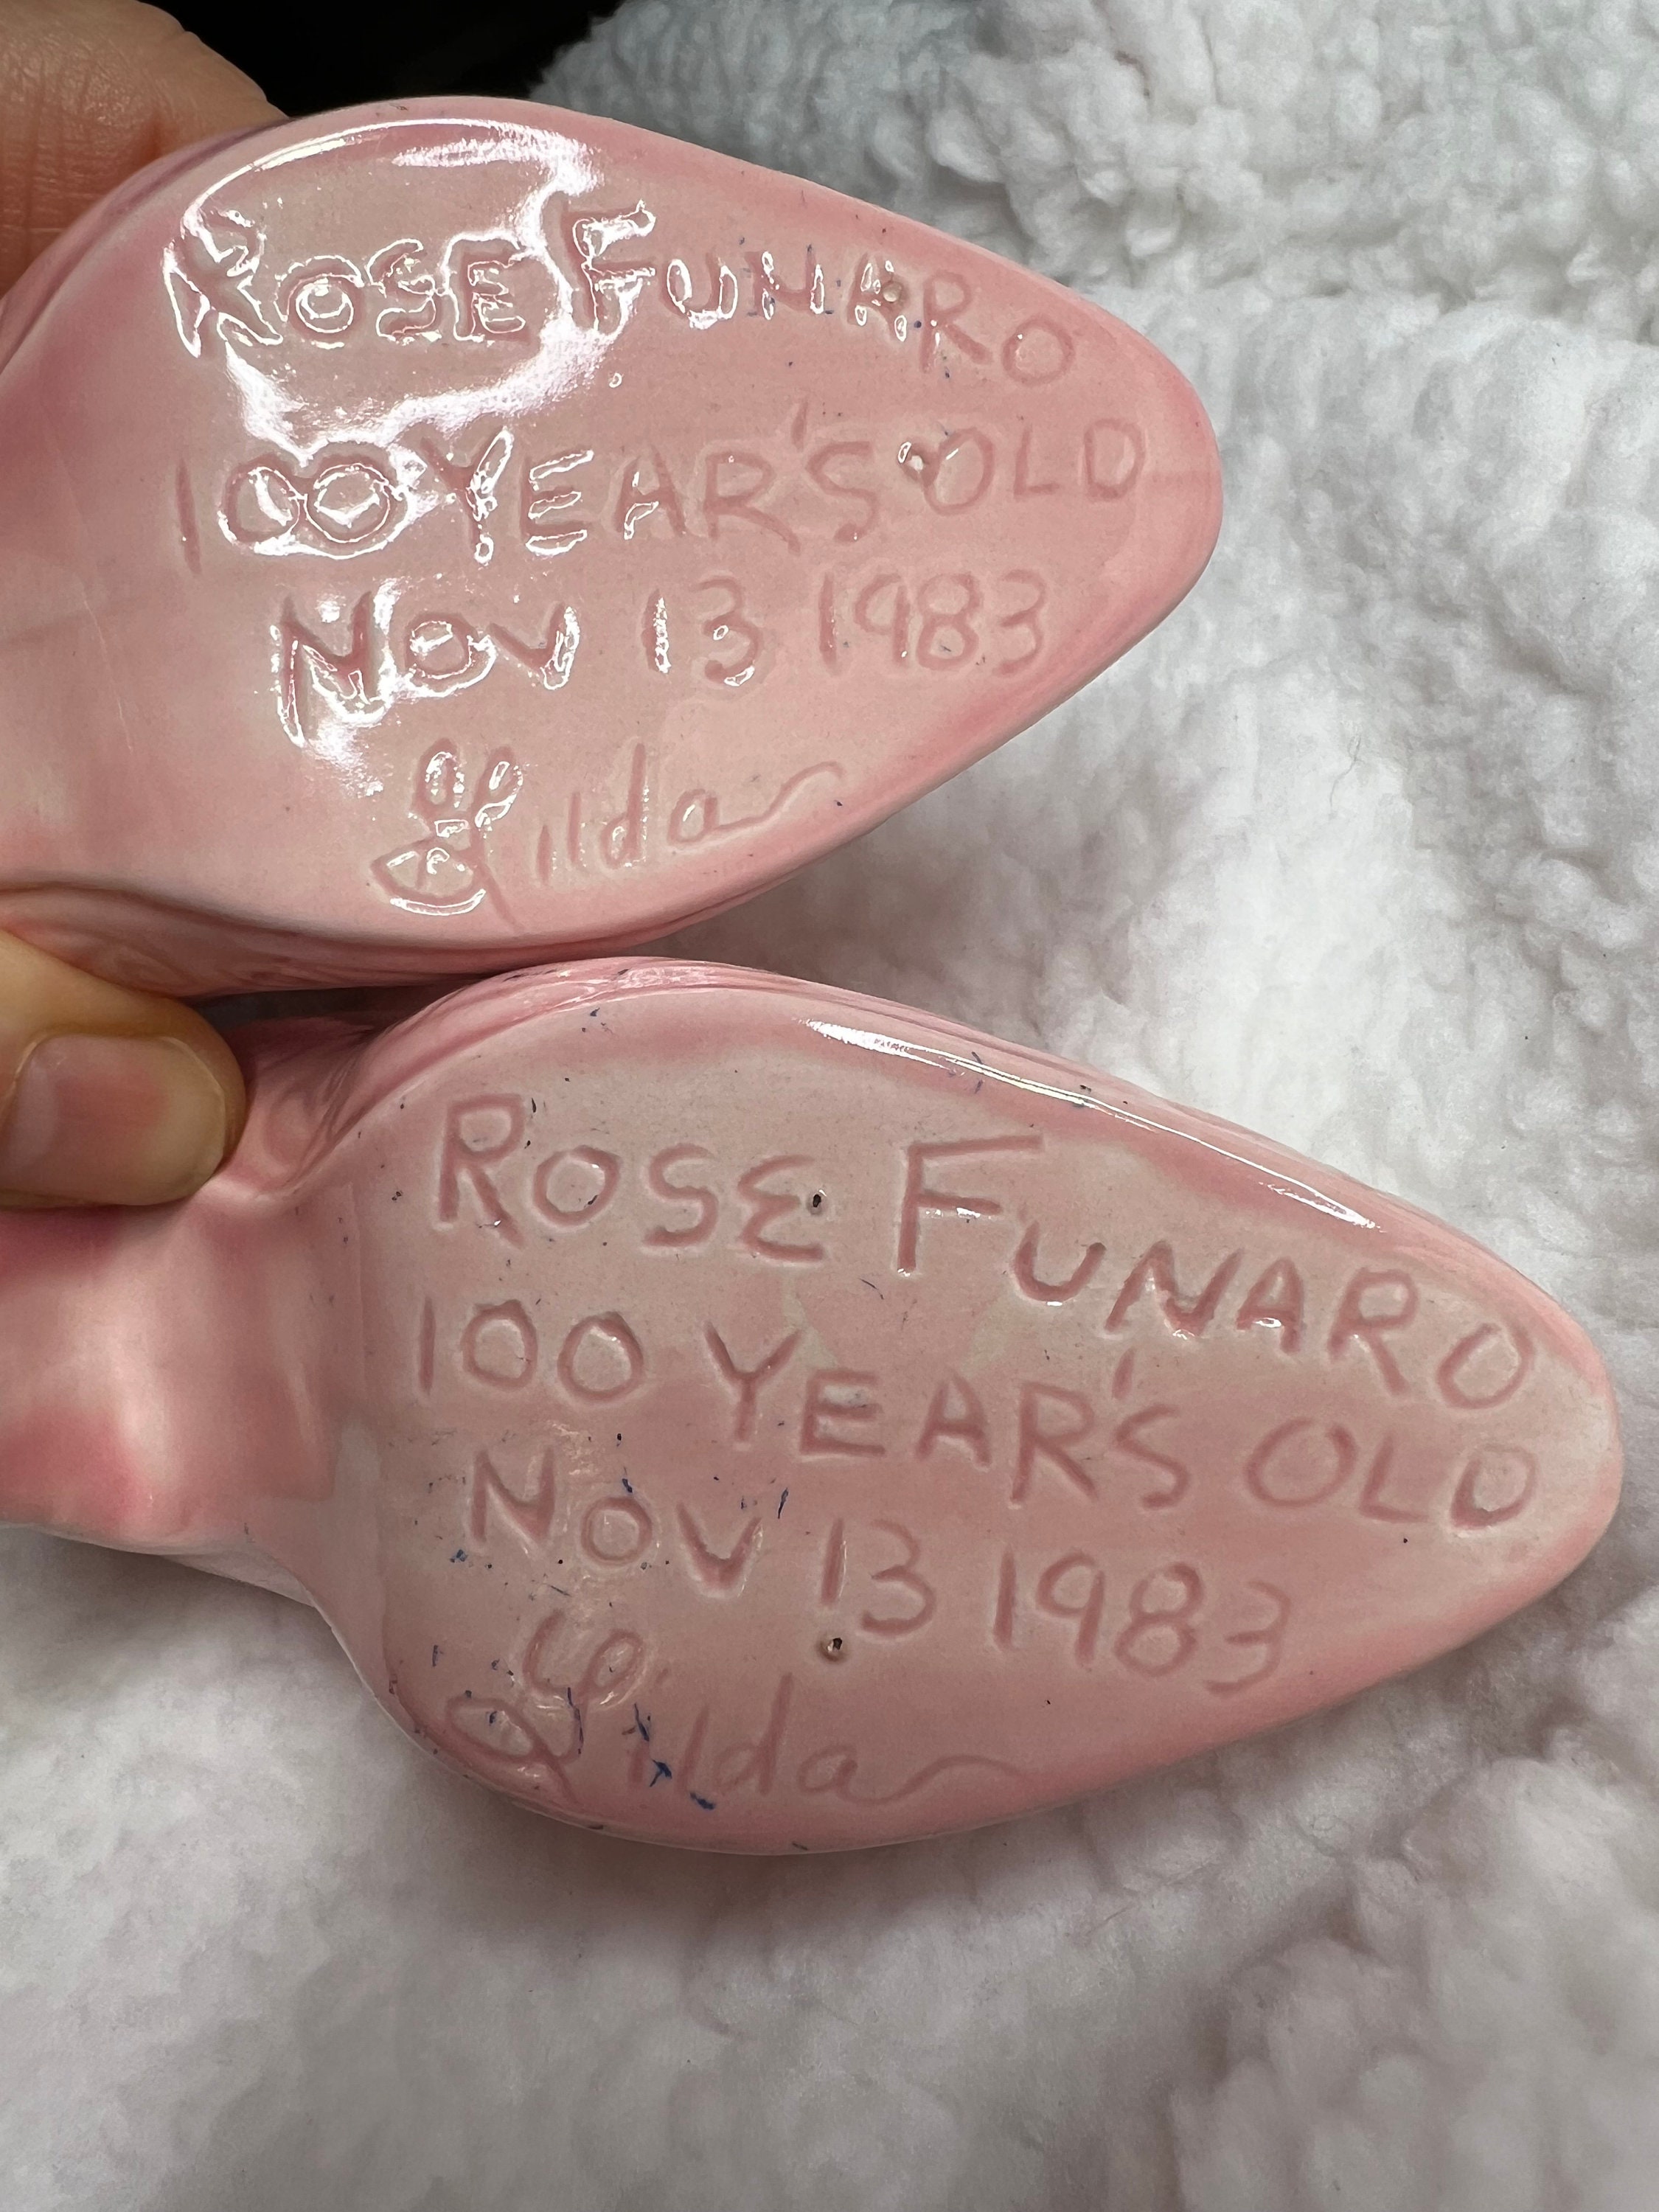 ROSE FUNARO
100 YEAR'S OLD
NOV 13 1983
Gilda
ROSE FUNARO
100 YEAR'S OLD
NOV 13 1983
Gilda